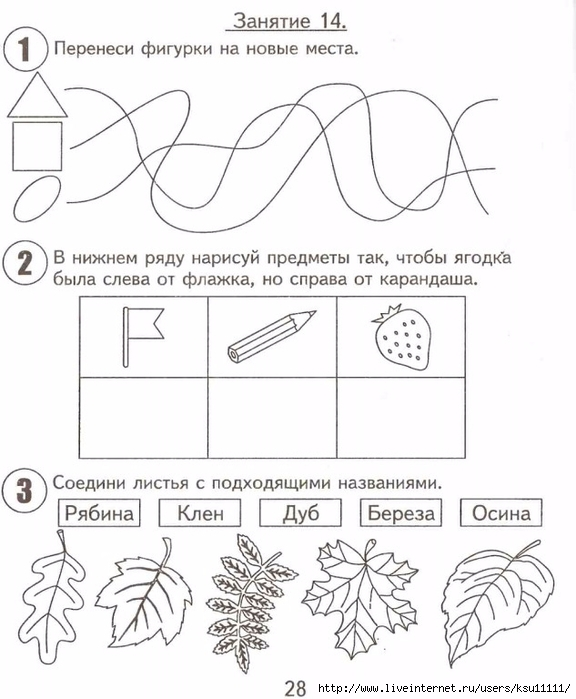 Занятие 14.
1 Перенеси фигурки на новые места.
2 В нижнем ряду нарисуй предметы так, чтобы ягодка
была слева от флажка, но справа от карандаша.
3 Соедини листья с подходящими названиями.
Рябина Клен Дуб Береза Осина
28 http://www.liveinternet.ru/users/ksu11111/